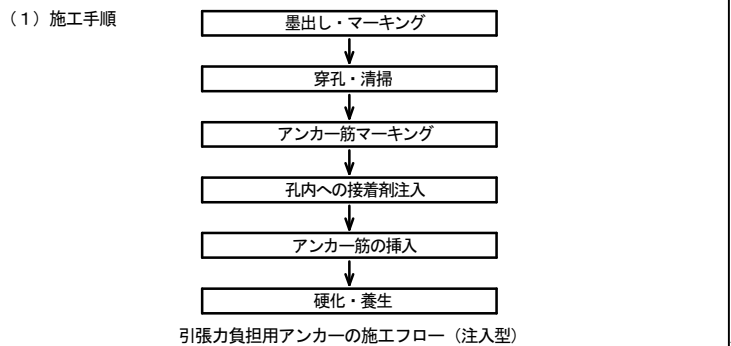 （1）施工手順
墨出し・マーキング
穿孔・清掃
アンカー筋マーキング
孔内への接着剤注入
アンカー筋の挿入
硬化・養生
引張力負担用アンカーの施工フロー（注入型）